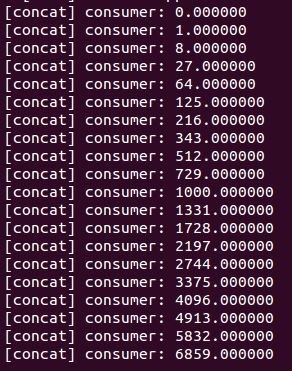 [concat] consumer: 0.000000
[concat] consumer: 1.000000
[concat] consumer: 8.000000
[concat] consumer: 27.000000
[concat] consumer: 64.000000
[concat] consumer: 125.000000
[concat] consumer: 216.000000
[concat] consumer: 343.000000
[concat] consumer: 512.000000
[concat] consumer: 729.000000
[concat] consumer: 1000.000000
[concat] consumer: 1331.000000
[concat] consumer: 1728.000000
[concat] consumer: 2197.000000
[concat] consumer: 2744.000000
[concat] consumer: 3375.000000
[concat] consumer: 4096.000000
[concat] consumer: 4913.000000
[concat] consumer: 5832.000000
[concat] consumer: 6859.000000